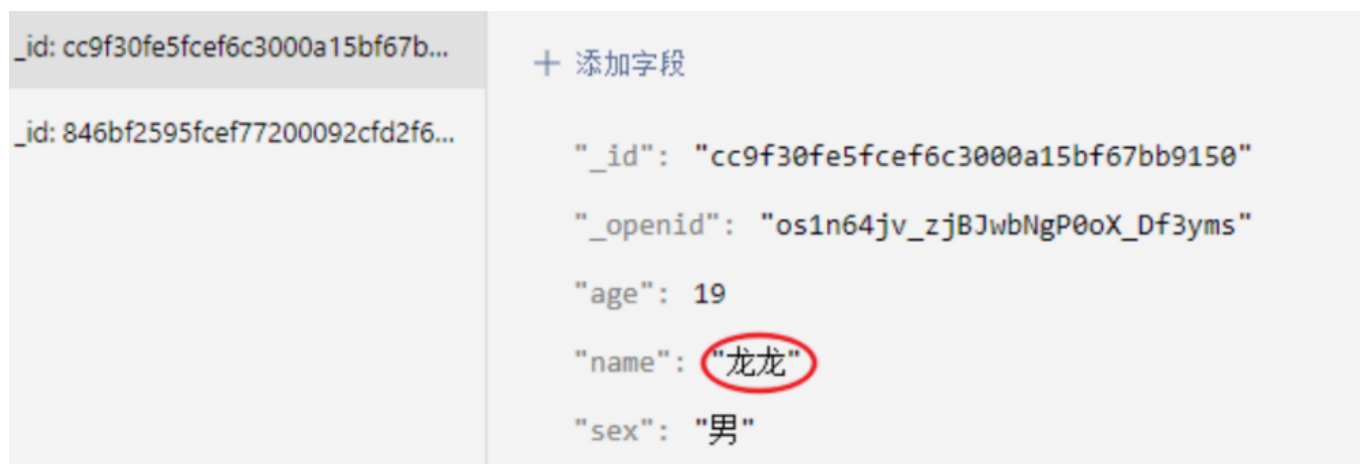 _id: cc9f30fe5fcef6c3000a15bf67b...
_id: 846bf2595fcef77200092cfd2f6...
+ 添加字段
"_id": "cc9f30fe5fcef6c3000a15bf67bb9150"
"_openid": "os1n64jv_zjBJwbNgP0oX_Df3yms"
"age": 19
"name": "龙龙"
"sex": "男"